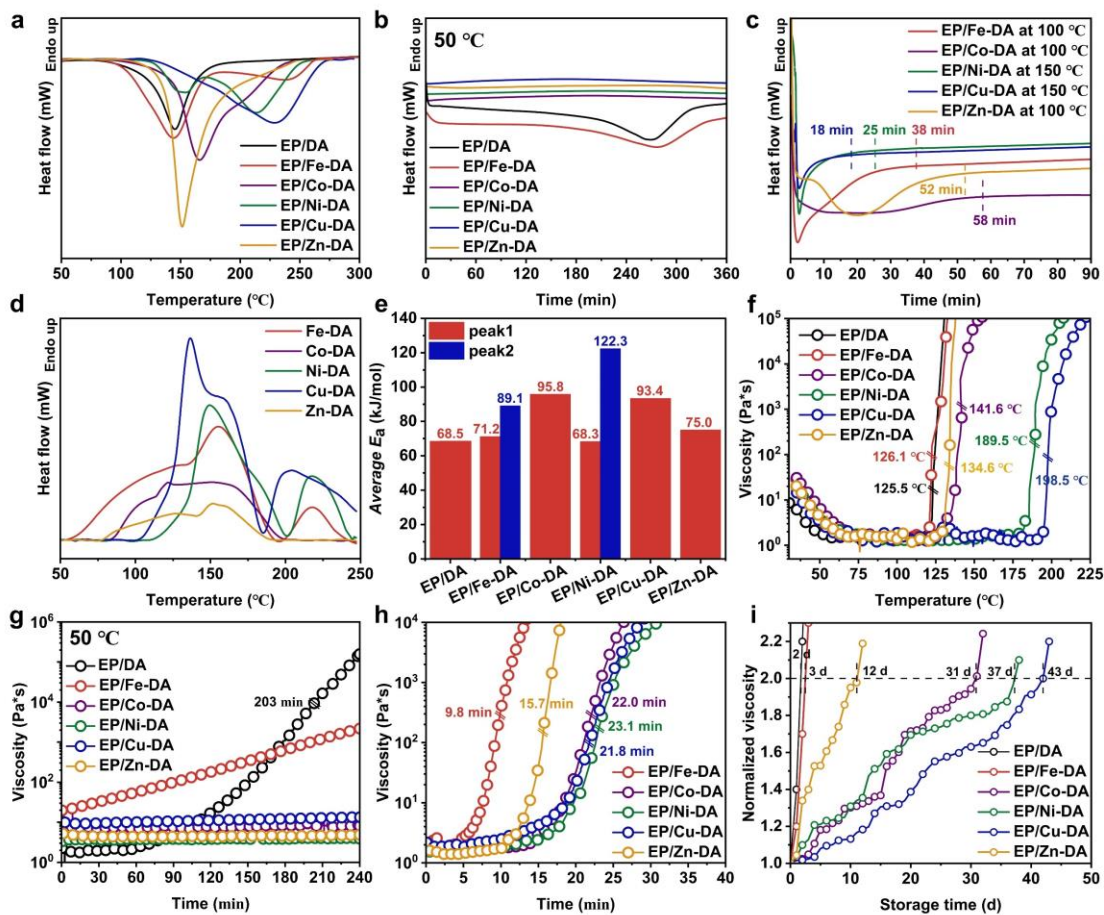 a
Endo up
Heat flow (mW)
EP/DA
EP/Fe-DA
EP/Co-DA
EP/Ni-DA
EP/Cu-DA
EP/Zn-DA
50 100 150 200 250 300
Temperature (℃)
b
50 ℃
Endo up
Heat flow (mW)
EP/DA
EP/Fe-DA
EP/Co-DA
EP/Ni-DA
EP/Cu-DA
EP/Zn-DA
0 90 180 270 360
Time (min)
c
Endo up
Heat flow (mW)
EP/Fe-DA at 100 ℃
EP/Co-DA at 100 ℃
EP/Ni-DA at 150 ℃
EP/Cu-DA at 150 ℃
EP/Zn-DA at 100 ℃
18 min 25 min 38 min
52 min
58 min
0 10 20 30 40 50 60 70 80 90
Time (min)
d
Endo up
Heat flow (mW)
Fe-DA
Co-DA
Ni-DA
Cu-DA
Zn-DA
50 100 150 200 250
Temperature (℃)
e
Average Ea (kJ/mol)
140
120
100
80
60
40
20
0
peak1
peak2
68.5
71.2
89.1
95.8
68.3
122.3
93.4
75.0
EP/DA
EP/Fe-DA
EP/Co-DA
EP/Ni-DA
EP/Cu-DA
EP/Zn-DA
f
Viscosity (Pa*s)
10⁵
10⁴
10³
10²
10¹
10⁰
EP/DA
EP/Fe-DA
EP/Co-DA
EP/Ni-DA
EP/Cu-DA
EP/Zn-DA
141.6 ℃
189.5 ℃
126.1 ℃
134.6 ℃
198.5 ℃
125.5 ℃
50 75 100 125 150 175 200 225
Temperature (℃)
g
50 ℃
Viscosity (Pa*s)
10⁶
10⁴
10²
10⁰
EP/DA
EP/Fe-DA
EP/Co-DA
EP/Ni-DA
EP/Cu-DA
EP/Zn-DA
203 min
0 30 60 90 120 150 180 210 240
Time (min)
h
Viscosity (Pa*s)
10⁴
10³
10²
10¹
10⁰
9.8 min
15.7 min
22.0 min
23.1 min
21.8 min
EP/Fe-DA
EP/Co-DA
EP/Ni-DA
EP/Cu-DA
EP/Zn-DA
0 5 10 15 20 25 30 35 40
Time (min)
i
Normalized viscosity
2.2
2.0
1.8
1.6
1.4
1.2
1.0
2 d
3 d
12 d
31 d
37 d
43 d
EP/DA
EP/Fe-DA
EP/Co-DA
EP/Ni-DA
EP/Cu-DA
EP/Zn-DA
0 10 20 30 40 50
Storage time (d)